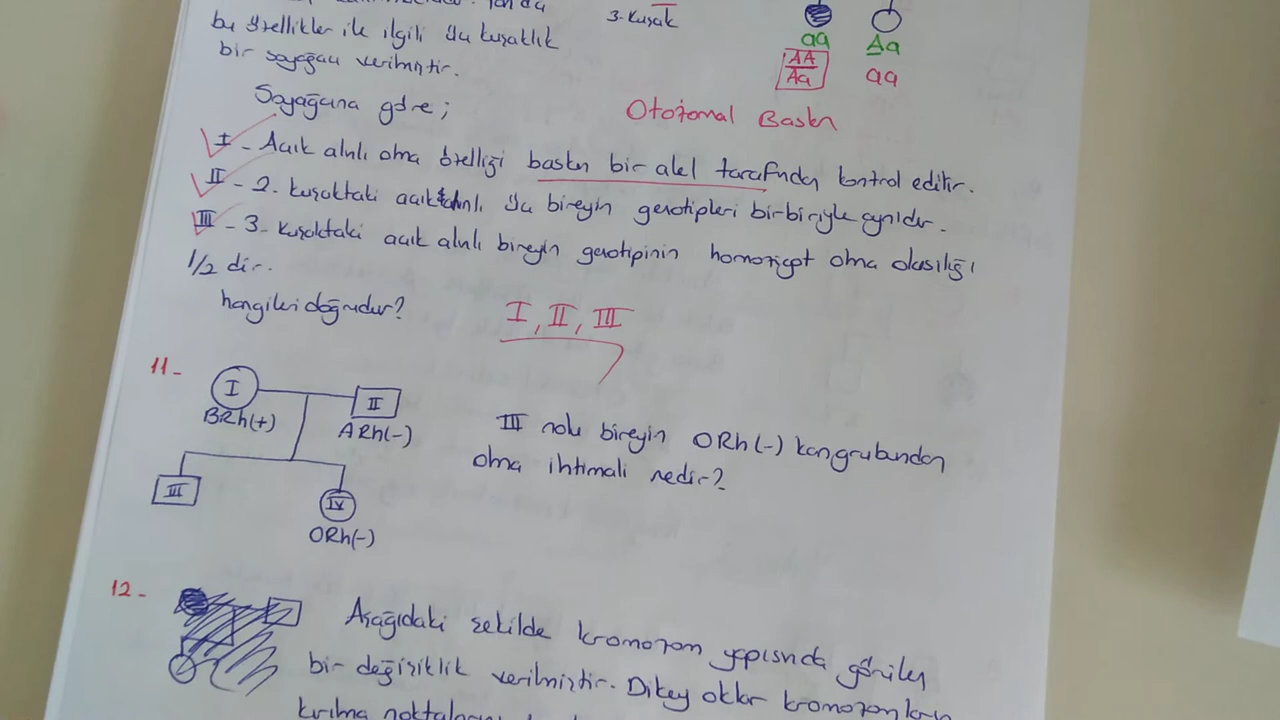 3. Kuşak
bu özellikler ile ilgili üç kuşaklık
bir soyağacı verilmiştir.
aa
Aa
AA
Aa
aa
Soyağacına göre;
Otozomal Baskın
I - Açık alınlı olma özelliği baskın bir alel tarafından kontrol edilir.
II - 2. kuşaktaki açık alınlı üç bireyin genotipleri birbiriyle aynıdır.
III - 3. kuşaktaki açık alınlı bireyin genotipinin homozigot olma olasılığı
1/2 dir.
hangileri doğrudur?
I, II, III
11-
I
II
BRh(+)
ARh(-)
III nolu bireyin ORh(-) kangrubundan
olma ihtimali nedir?
III
IV
ORh(-)
12-
Aşağıdaki şekilde kromozom yapısında görülen
bir değişiklik verilmiştir. Dikey oklar kromozomların
kırılma noktalarını